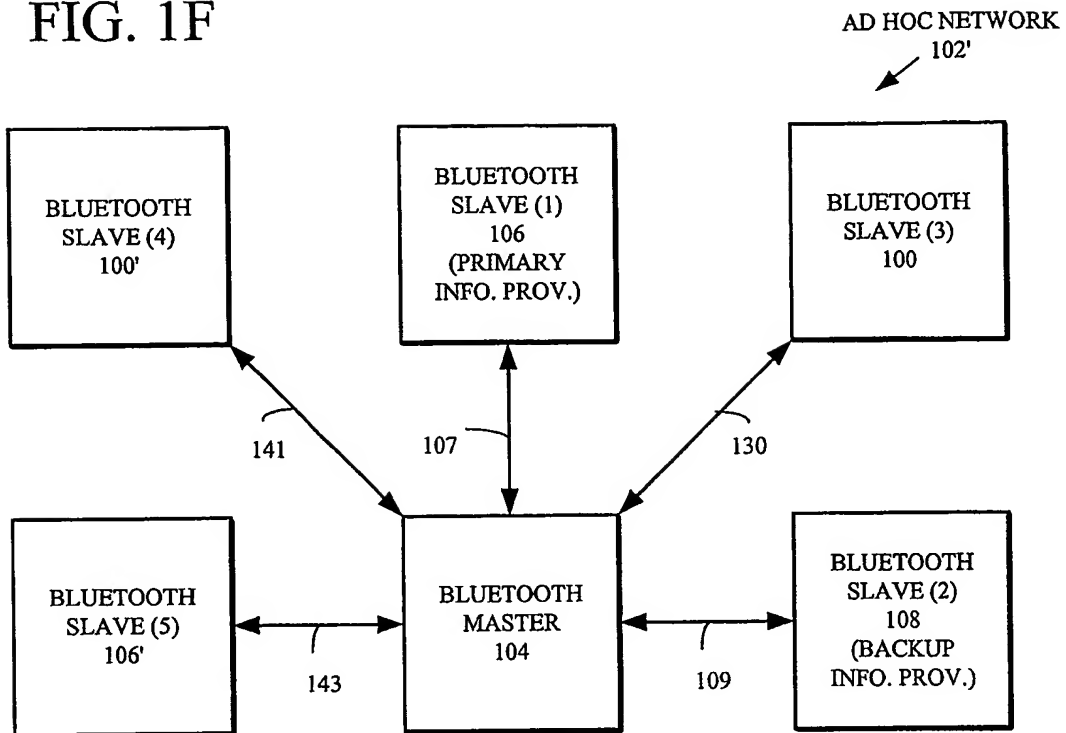 FIG. 1F
AD HOC NETWORK
102'
BLUETOOTH
SLAVE (4)
100'
BLUETOOTH
SLAVE (1)
106
(PRIMARY
INFO. PROV.)
BLUETOOTH
SLAVE (3)
100
141
107
130
BLUETOOTH
SLAVE (5)
106'
143
BLUETOOTH
MASTER
104
109
BLUETOOTH
SLAVE (2)
108
(BACKUP
INFO. PROV.)